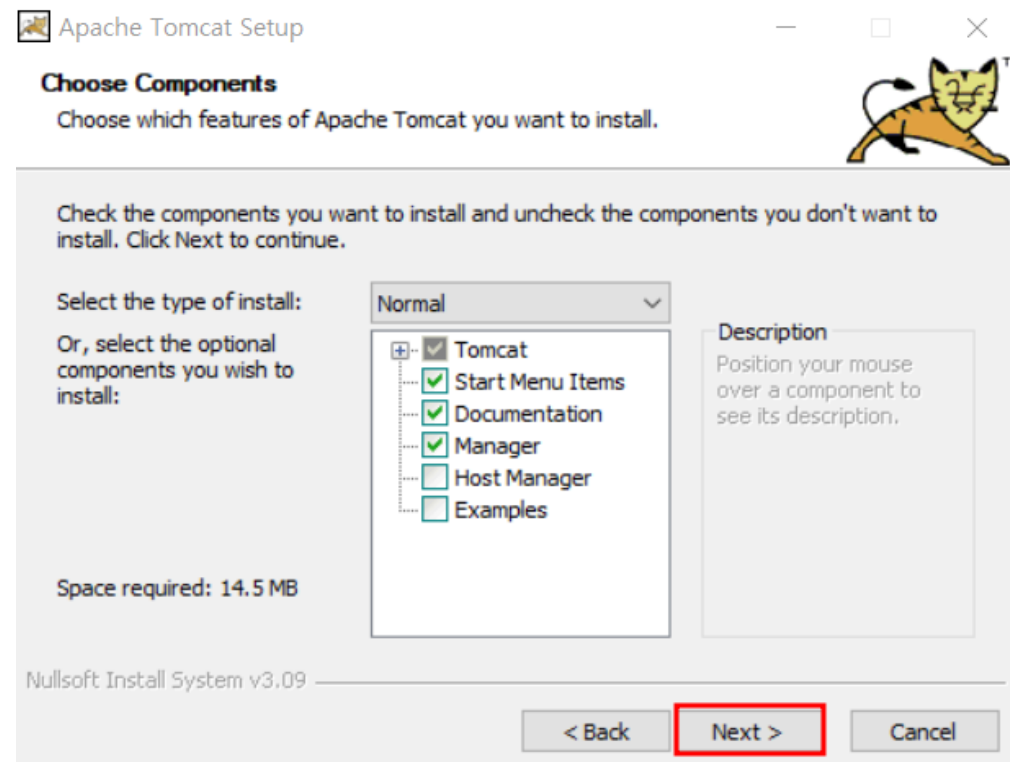 Apache Tomcat Setup
Choose Components
Choose which features of Apache Tomcat you want to install.
Check the components you want to install and uncheck the components you don't want to
install. Click Next to continue.
Select the type of install:
Normal
Or, select the optional
components you wish to
install:
Tomcat
Start Menu Items
Documentation
Manager
Host Manager
Examples
Description
Position your mouse
over a component to
see its description.
Space required: 14.5 MB
Nullsoft Install System v3.09
< Back
Next >
Cancel